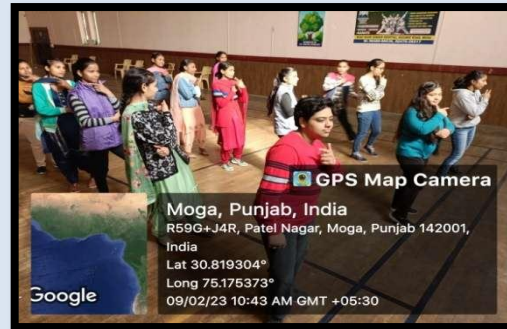 GPS Map Camera
Moga, Punjab, India
R59G+J4R, Patel Nagar, Moga, Punjab 142001,
India
Lat 30.819304°
Long 75.175373°
09/02/23 10:43 AM GMT +05:30
Google